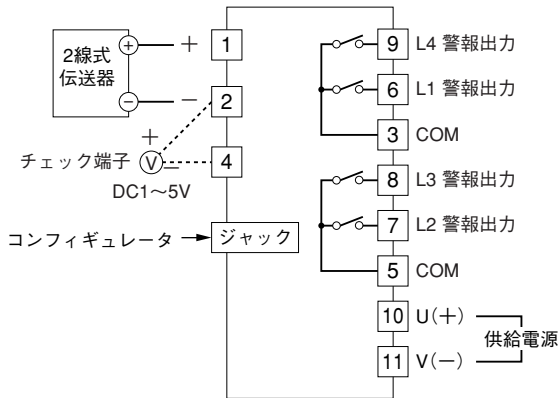 2線式
伝送器
+
−
+
−
1
2
4
+
チェック端子
V
−
DC1〜5V
コンフィギュレータ
ジャック
9 L4 警報出力
6 L1 警報出力
3 COM
8 L3 警報出力
7 L2 警報出力
5 COM
10 U(+)
11 V(−)
供給電源